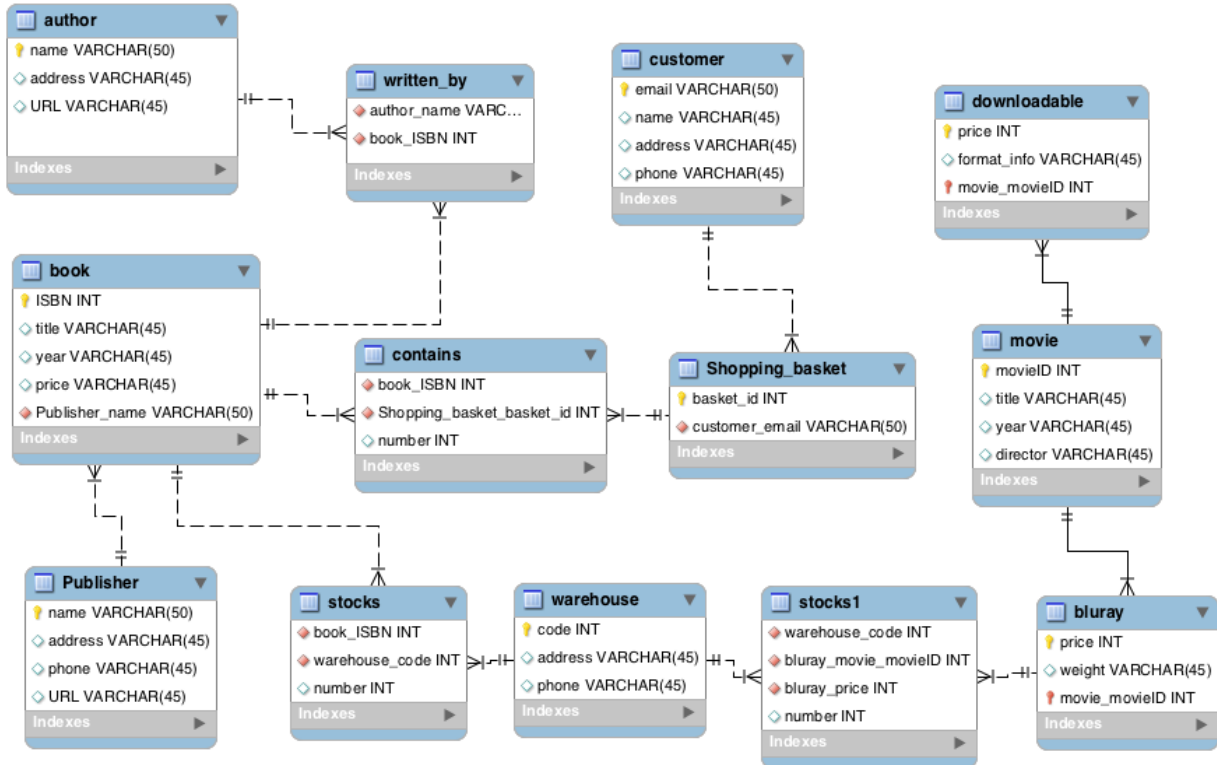 author
name VARCHAR(50)
address VARCHAR(45)
URL VARCHAR(45)
Indexes
written_by
author_name VARC...
book_ISBN INT
Indexes
customer
email VARCHAR(50)
name VARCHAR(45)
address VARCHAR(45)
phone VARCHAR(45)
Indexes
downloadable
price INT
format_info VARCHAR(45)
movie_movieID INT
Indexes
book
ISBN INT
title VARCHAR(45)
year VARCHAR(45)
price VARCHAR(45)
Publisher_name VARCHAR(50)
Indexes
contains
book_ISBN INT
Shopping_basket_basket_id INT
number INT
Indexes
Shopping_basket
basket_id INT
customer_email VARCHAR(50)
Indexes
movie
movieID INT
title VARCHAR(45)
year VARCHAR(45)
director VARCHAR(45)
Indexes
Publisher
name VARCHAR(50)
address VARCHAR(45)
phone VARCHAR(45)
URL VARCHAR(45)
Indexes
stocks
book_ISBN INT
warehouse_code INT
number INT
Indexes
warehouse
code INT
address VARCHAR(45)
phone VARCHAR(45)
Indexes
stocks1
warehouse_code INT
bluray_movie_movieID INT
bluray_price INT
number INT
Indexes
bluray
price INT
weight VARCHAR(45)
movie_movieID INT
Indexes